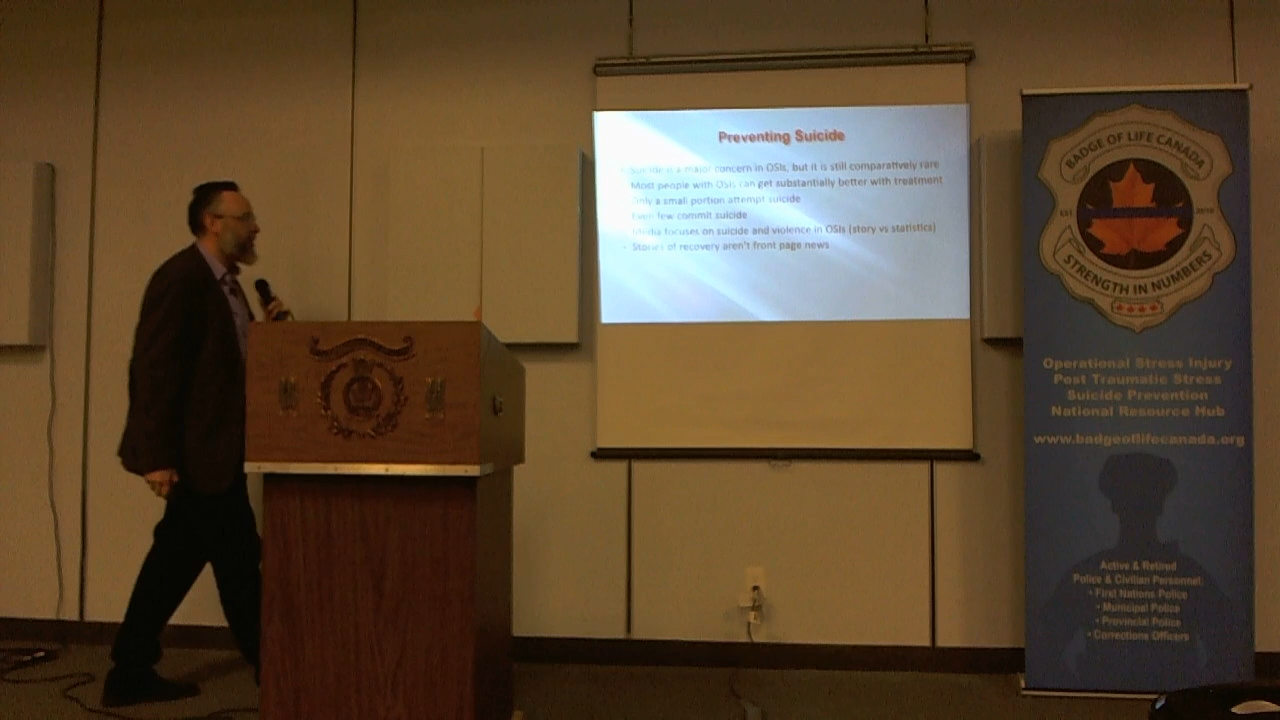 Preventing Suicide
Suicide is a major concern in OSIs, but it is still comparatively rare
Most people with OSIs can get substantially better with treatment
Only a small portion attempt suicide
Even few commit suicide
Media focuses on suicide and violence in OSIs (story vs statistics)
• Stories of recovery aren't front page news
BADGE OF LIFE CANADA
EST. 2010
STRENGTH IN NUMBERS
Operational Stress Injury
Post Traumatic Stress
Suicide Prevention
National Resource Hub
www.badgeoflifecanada.org
Active & Retired
Police & Civilian Personnel:
• First Nations Police
• Municipal Police
• Provincial Police
• Corrections Officers